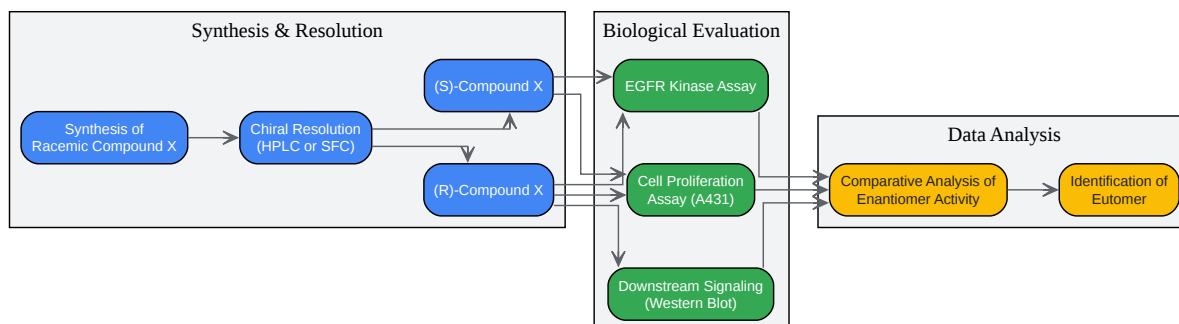 Synthesis & Resolution
Synthesis of
Racemic Compound X
Chiral Resolution
(HPLC or SFC)
(S)-Compound X
(R)-Compound X
Biological Evaluation
EGFR Kinase Assay
Cell Proliferation
Assay (A431)
Downstream Signaling
(Western Blot)
Data Analysis
Comparative Analysis of
Enantiomer Activity
Identification of
Eutomer